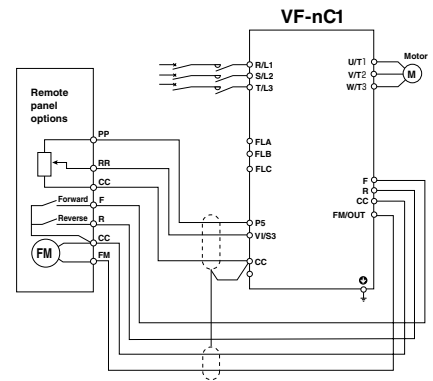 VF-nC1
R/L1
S/L2
T/L3
U/T1
V/T2
W/T3
Motor
M
Remote
panel
options
PP
RR
CC
Forward
F
Reverse
R
CC
FM
FM
FLA
FLB
FLC
P5
VI/S3
CC
F
R
CC
FM/OUT